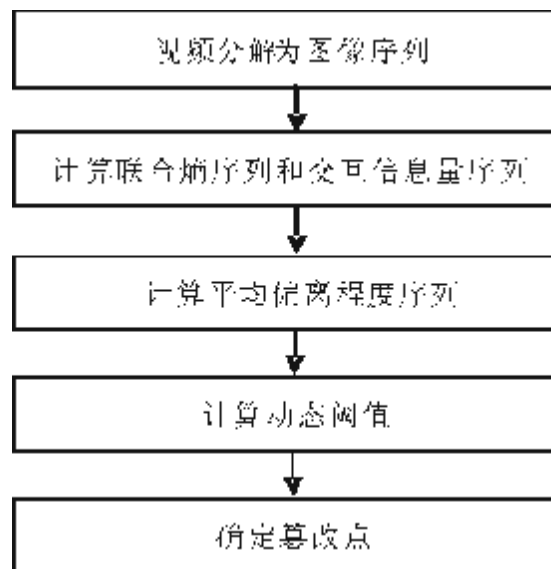 视频分解为图像序列
计算联合熵序列和交互信息量序列
计算平均偏离程度序列
计算动态阈值
确定篡改点